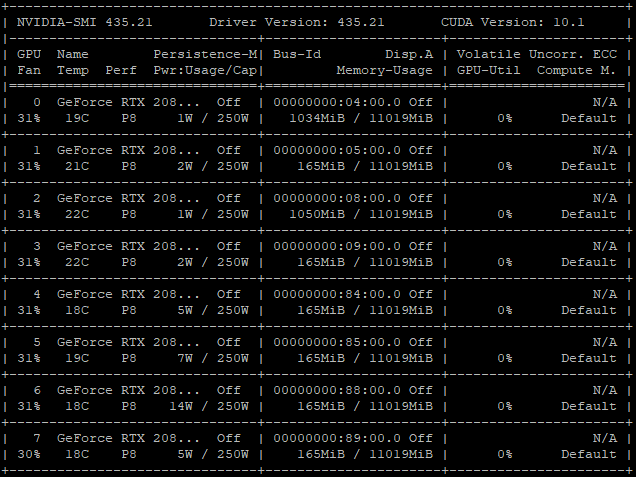 +-----------------------------------------------------------------------------+
| NVIDIA-SMI 435.21       Driver Version: 435.21       CUDA Version: 10.1     |
|-------------------------------+----------------------+----------------------+
| GPU  Name        Persistence-M| Bus-Id        Disp.A | Volatile Uncorr. ECC |
| Fan  Temp  Perf  Pwr:Usage/Cap|         Memory-Usage | GPU-Util  Compute M. |
|===============================+======================+======================|
|   0  GeForce RTX 208...  Off  | 00000000:04:00.0 Off |                  N/A |
| 31%   19C    P8     1W / 250W |   1034MiB / 11019MiB |      0%      Default |
+-------------------------------+----------------------+----------------------+
|   1  GeForce RTX 208...  Off  | 00000000:05:00.0 Off |                  N/A |
| 31%   21C    P8     2W / 250W |    165MiB / 11019MiB |      0%      Default |
+-------------------------------+----------------------+----------------------+
|   2  GeForce RTX 208...  Off  | 00000000:08:00.0 Off |                  N/A |
| 31%   22C    P8     1W / 250W |   1050MiB / 11019MiB |      0%      Default |
+-------------------------------+----------------------+----------------------+
|   3  GeForce RTX 208...  Off  | 00000000:09:00.0 Off |                  N/A |
| 31%   22C    P8     2W / 250W |    165MiB / 11019MiB |      0%      Default |
+-------------------------------+----------------------+----------------------+
|   4  GeForce RTX 208...  Off  | 00000000:84:00.0 Off |                  N/A |
| 31%   18C    P8     5W / 250W |    165MiB / 11019MiB |      0%      Default |
+-------------------------------+----------------------+----------------------+
|   5  GeForce RTX 208...  Off  | 00000000:85:00.0 Off |                  N/A |
| 31%   19C    P8     7W / 250W |    165MiB / 11019MiB |      0%      Default |
+-------------------------------+----------------------+----------------------+
|   6  GeForce RTX 208...  Off  | 00000000:88:00.0 Off |                  N/A |
| 31%   18C    P8    14W / 250W |    165MiB / 11019MiB |      0%      Default |
+-------------------------------+----------------------+----------------------+
|   7  GeForce RTX 208...  Off  | 00000000:89:00.0 Off |                  N/A |
| 30%   18C    P8     5W / 250W |    165MiB / 11019MiB |      0%      Default |
+-------------------------------+----------------------+----------------------+